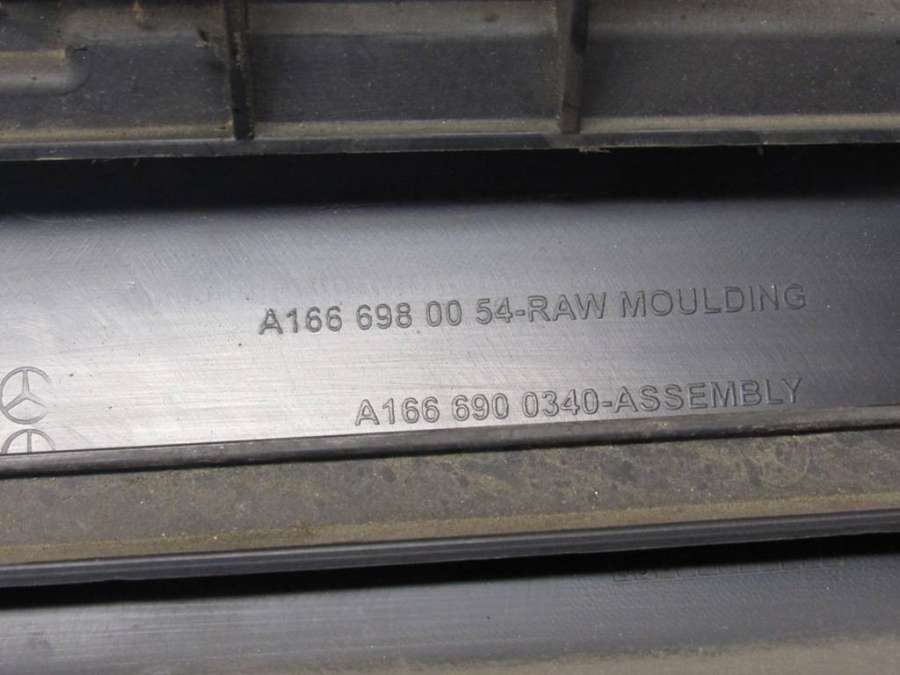 A166 698 00 54-RAW MOULDING
A166 690 0340-ASSEMBLY